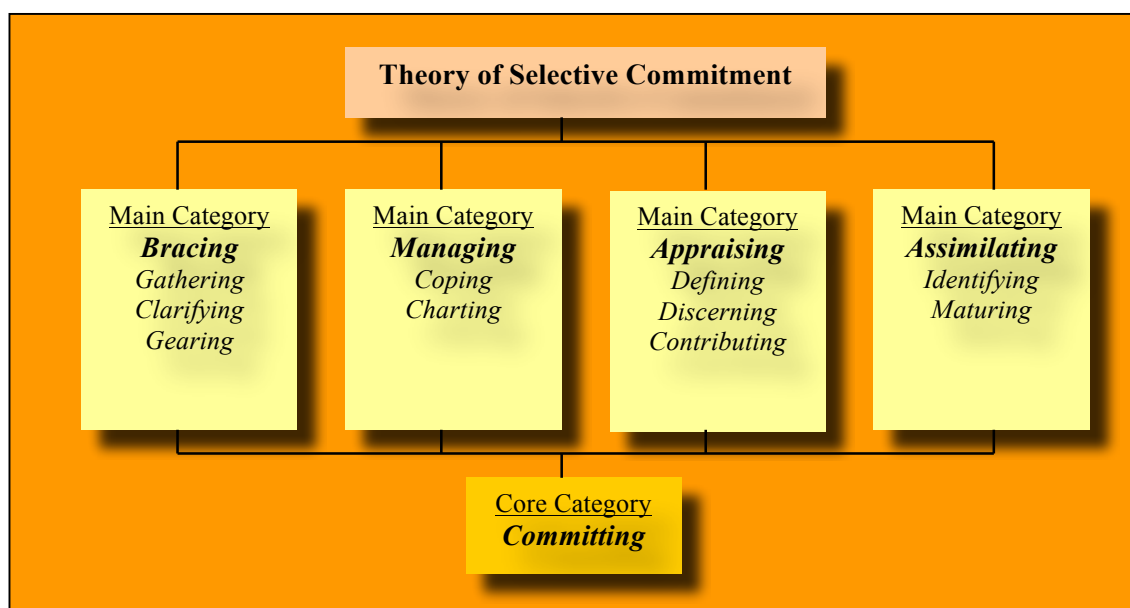 Theory of Selective Commitment
Main Category
Bracing
Gathering
Clarifying
Gearing
Main Category
Managing
Coping
Charting
Main Category
Appraising
Defining
Discerning
Contributing
Main Category
Assimilating
Identifying
Maturing
Core Category
Committing